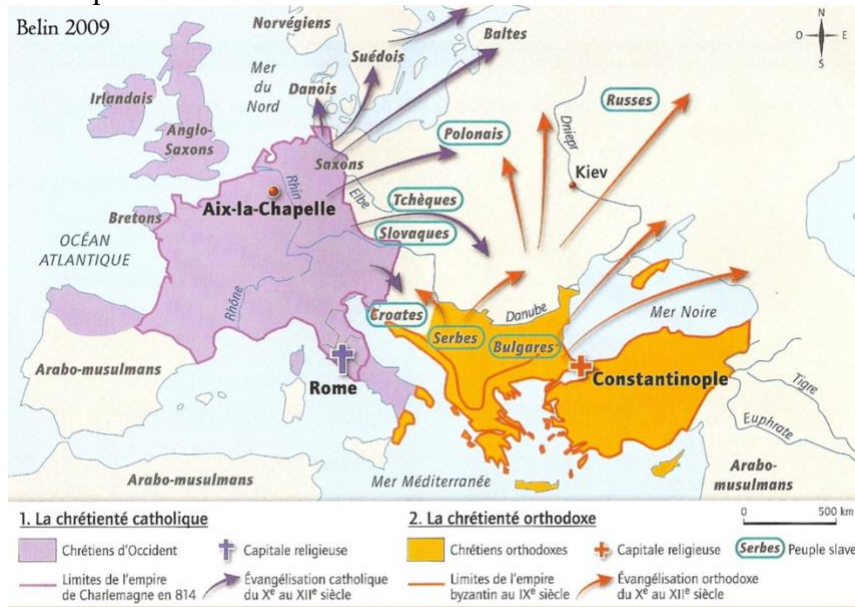 Belin 2009
Norvégiens
N
O
E
S
Baltes
Suédois
Mer
du
Nord
Danois
Irlandais
Anglo-
Saxons
Russes
Polonais
Dniepr
Saxons
Kiev
Rhin
Elbe
Aix-la-Chapelle
Tchèques
Bretons
Slovaques
OCÉAN
ATLANTIQUE
Rhône
Croates
Danube
Mer Noire
Serbes
Bulgares
Arabo-musulmans
Rome
Constantinople
Tigre
Euphrate
Arabo-musulmans
Mer Méditerranée
Arabo-
musulmans
1. La chrétienté catholique
Chrétiens d'Occident
Capitale religieuse
Limites de l'empire
de Charlemagne en 814
Évangélisation catholique
du Xe au XIIe siècle
2. La chrétienté orthodoxe
Chrétiens orthodoxes
Capitale religieuse
Limites de l'empire
byzantin au IXe siècle
Évangélisation orthodoxe
du Xe au XIIe siècle
0 500 km
Serbes Peuple slave